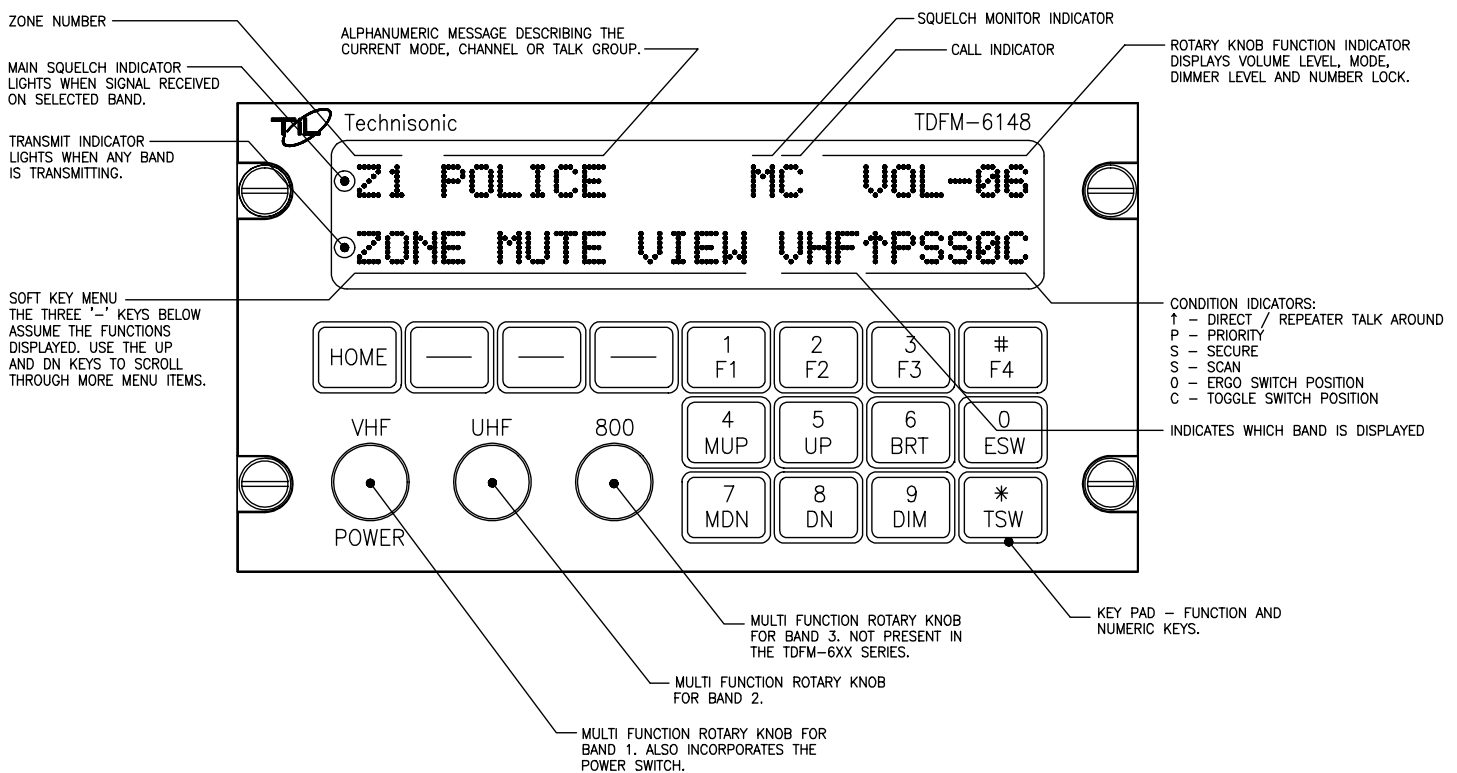 ZONE NUMBER
ALPHANUMERIC MESSAGE DESCRIBING THE
CURRENT MODE, CHANNEL OR TALK GROUP.
SQUELCH MONITOR INDICATOR
CALL INDICATOR
ROTARY KNOB FUNCTION INDICATOR
DISPLAYS VOLUME LEVEL, MODE,
DIMMER LEVEL AND NUMBER LOCK.
MAIN SQUELCH INDICATOR
LIGHTS WHEN SIGNAL RECEIVED
ON SELECTED BAND.
TRANSMIT INDICATOR
LIGHTS WHEN ANY BAND
IS TRANSMITTING.
TIL Technisonic TDFM-6148
Z1 POLICE MC VOL-06
ZONE MUTE VIEW VHF↑PSS0C
SOFT KEY MENU
THE THREE '-' KEYS BELOW
ASSUME THE FUNCTIONS
DISPLAYED. USE THE UP
AND DN KEYS TO SCROLL
THROUGH MORE MENU ITEMS.
CONDITION IDICATORS:
↑ - DIRECT / REPEATER TALK AROUND
P - PRIORITY
S - SECURE
S - SCAN
0 - ERGO SWITCH POSITION
C - TOGGLE SWITCH POSITION
INDICATES WHICH BAND IS DISPLAYED
HOME
1 2 3 #
F1 F2 F3 F4
4 5 6 0
MUP UP BRT ESW
7 8 9 *
MDN DN DIM TSW
VHF UHF 800
POWER
KEY PAD - FUNCTION AND
NUMERIC KEYS.
MULTI FUNCTION ROTARY KNOB
FOR BAND 3. NOT PRESENT IN
THE TDFM-6XX SERIES.
MULTI FUNCTION ROTARY KNOB
FOR BAND 2.
MULTI FUNCTION ROTARY KNOB FOR
BAND 1. ALSO INCORPORATES THE
POWER SWITCH.